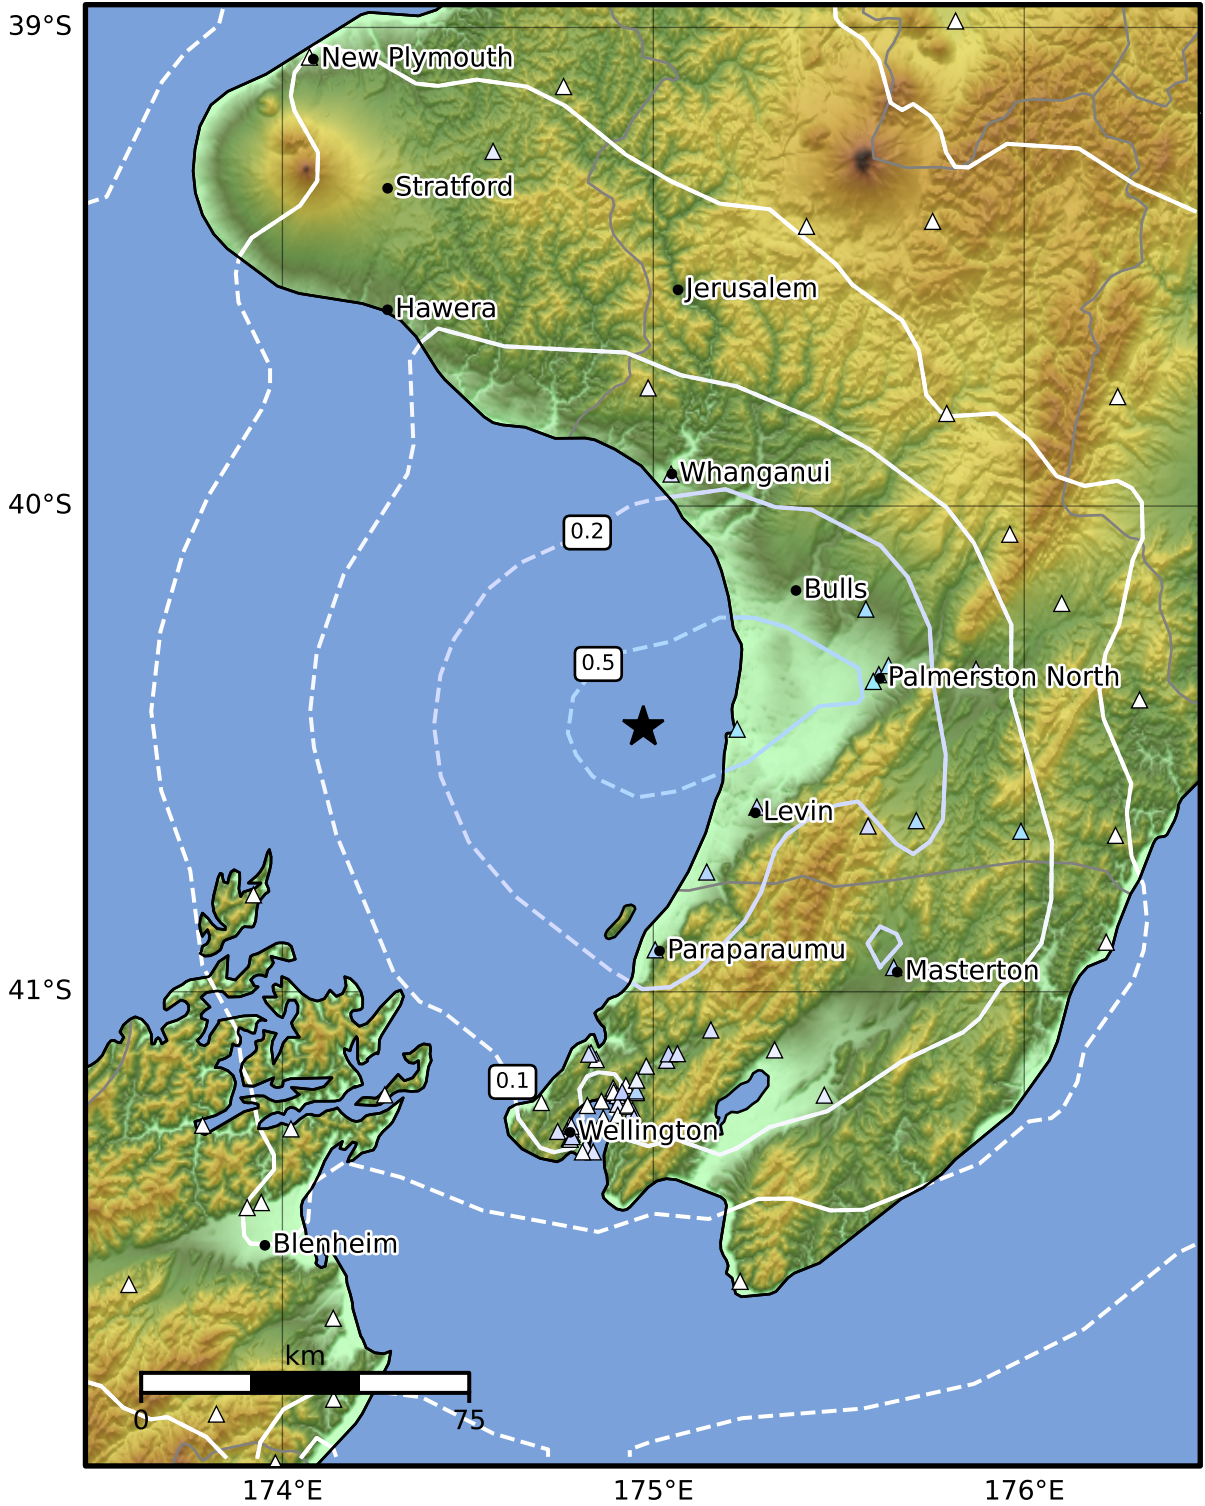 39°S
New Plymouth
Stratford
Jerusalem
Hawera
Whanganui
40°S
0.2
Bulls
0.5
Palmerston North
Levin
Paraparaumu
Masterton
41°S
0.1
Wellington
Blenheim
km
0 75
174°E 175°E 176°E